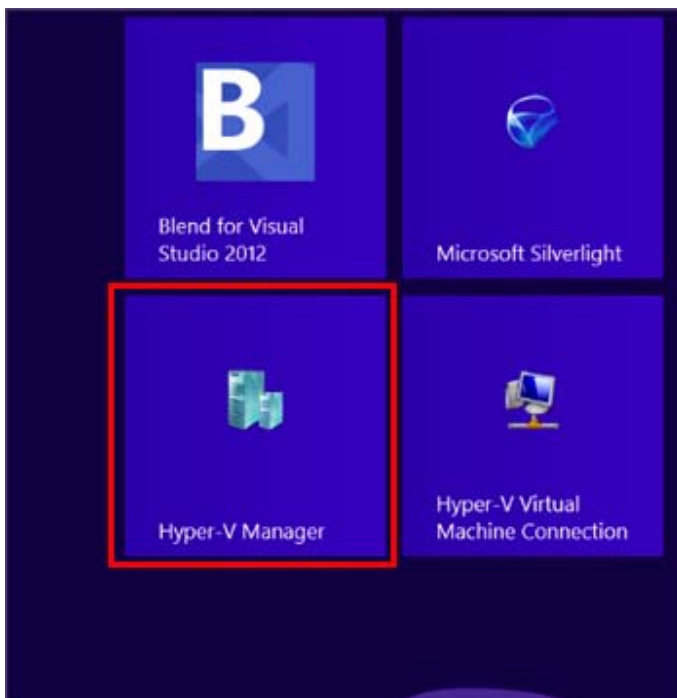 B
Blend for Visual
Studio 2012
Microsoft Silverlight
Hyper-V Manager
Hyper-V Virtual
Machine Connection